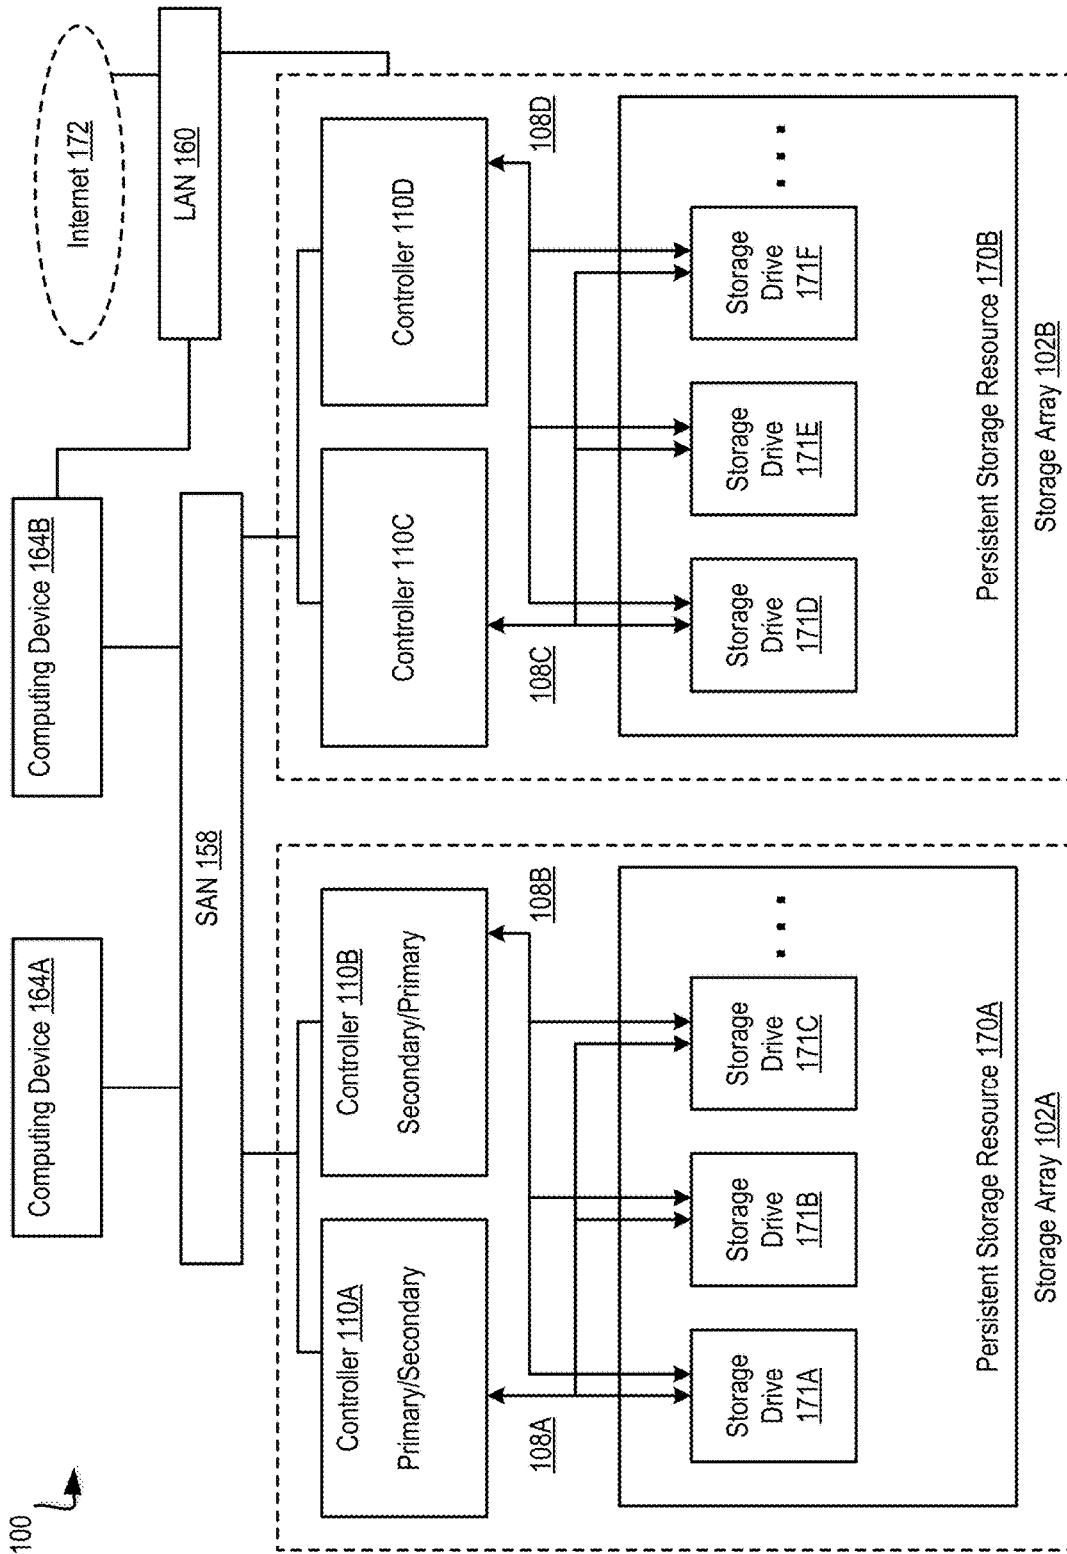 100
Computing Device 164A
Computing Device 164B
Internet 172
SAN 158
LAN 160
Controller 110A
Primary/Secondary
Controller 110B
Secondary/Primary
Controller 110C
Controller 110D
108A
108B
108C
108D
Storage
Drive
171A
Storage
Drive
171B
Storage
Drive
171C
Storage
Drive
171D
Storage
Drive
171E
Storage
Drive
171F
Persistent Storage Resource 170A
Persistent Storage Resource 170B
Storage Array 102A
Storage Array 102B